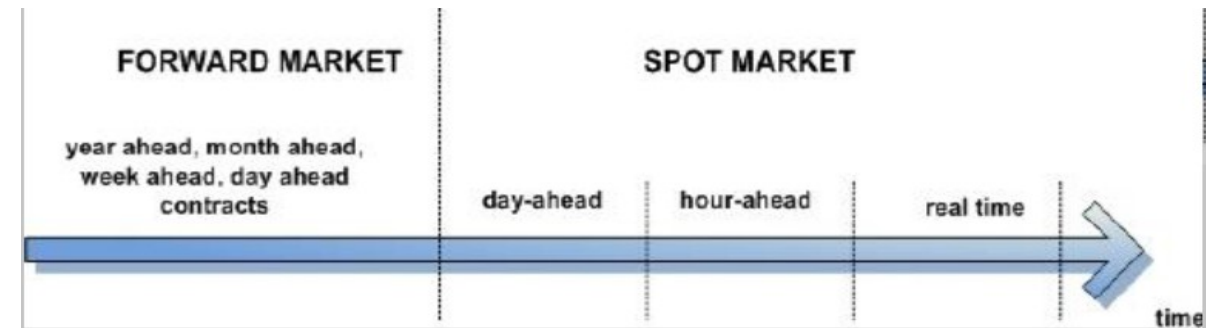 FORWARD MARKET
SPOT MARKET
year ahead, month ahead,
week ahead, day ahead
contracts
day-ahead
hour-ahead
real time
time